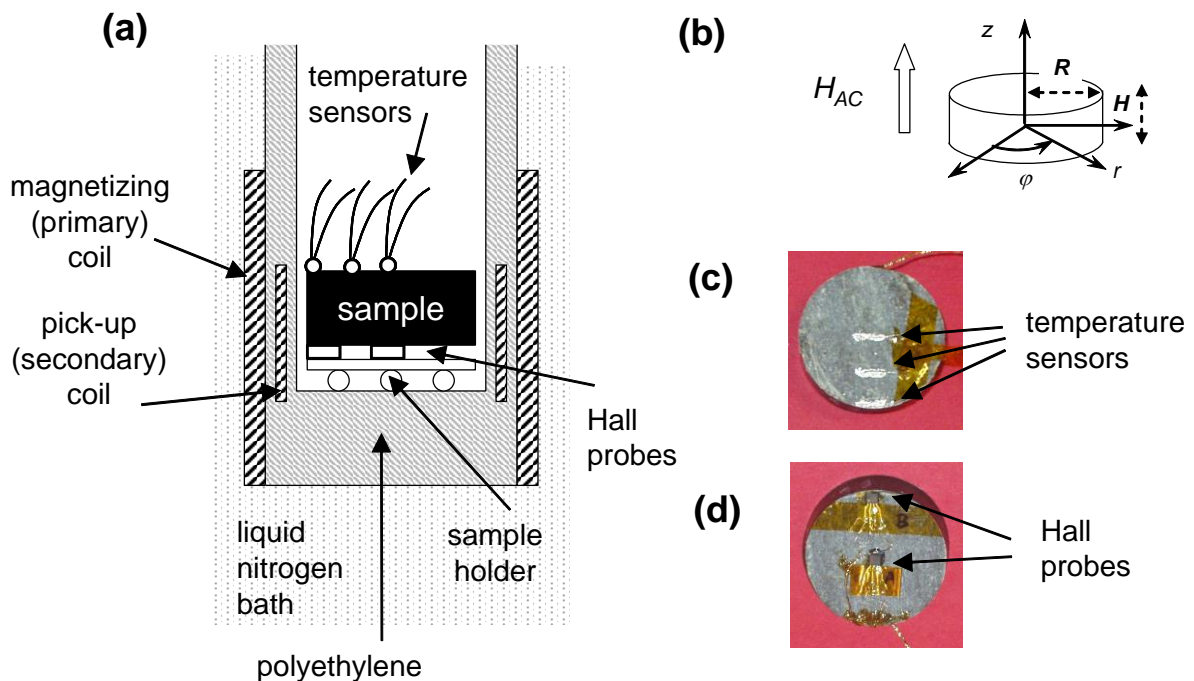 (a)
temperature
sensors
magnetizing
(primary)
coil
sample
pick-up
(secondary)
coil
Hall
probes
liquid
nitrogen
bath
sample
holder
polyethylene
(b)
z
R
H_AC
H
φ
r
(c)
temperature
sensors
(d)
B
Hall
probes